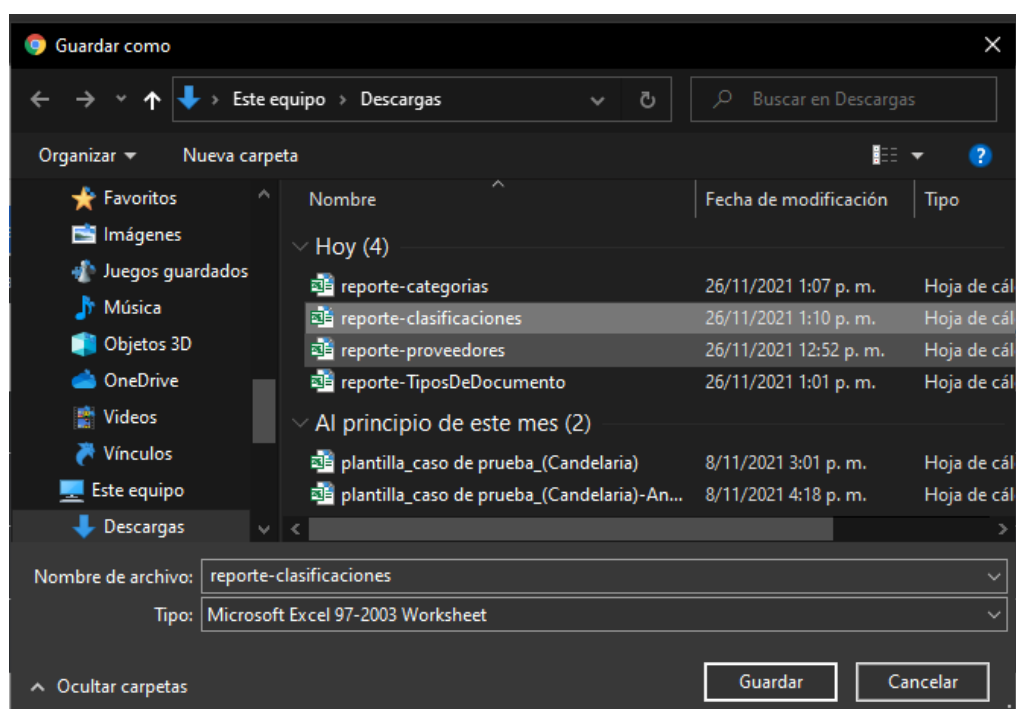 Guardar como
Este equipo > Descargas
Buscar en Descargas
Organizar
Nueva carpeta
Favoritos
Imágenes
Juegos guardados
Música
Objetos 3D
OneDrive
Videos
Vínculos
Este equipo
Descargas
Nombre Fecha de modificación Tipo
Hoy (4)
reporte-categorias 26/11/2021 1:07 p. m. Hoja de cál
reporte-clasificaciones 26/11/2021 1:10 p. m. Hoja de cál
reporte-proveedores 26/11/2021 12:52 p. m. Hoja de cál
reporte-TiposDeDocumento 26/11/2021 1:01 p. m. Hoja de cál
Al principio de este mes (2)
plantilla_caso de prueba_(Candelaria) 8/11/2021 3:01 p. m. Hoja de cál
plantilla_caso de prueba_(Candelaria)-An... 8/11/2021 4:18 p. m. Hoja de cál
Nombre de archivo: reporte-clasificaciones
Tipo: Microsoft Excel 97-2003 Worksheet
Ocultar carpetas
Guardar
Cancelar